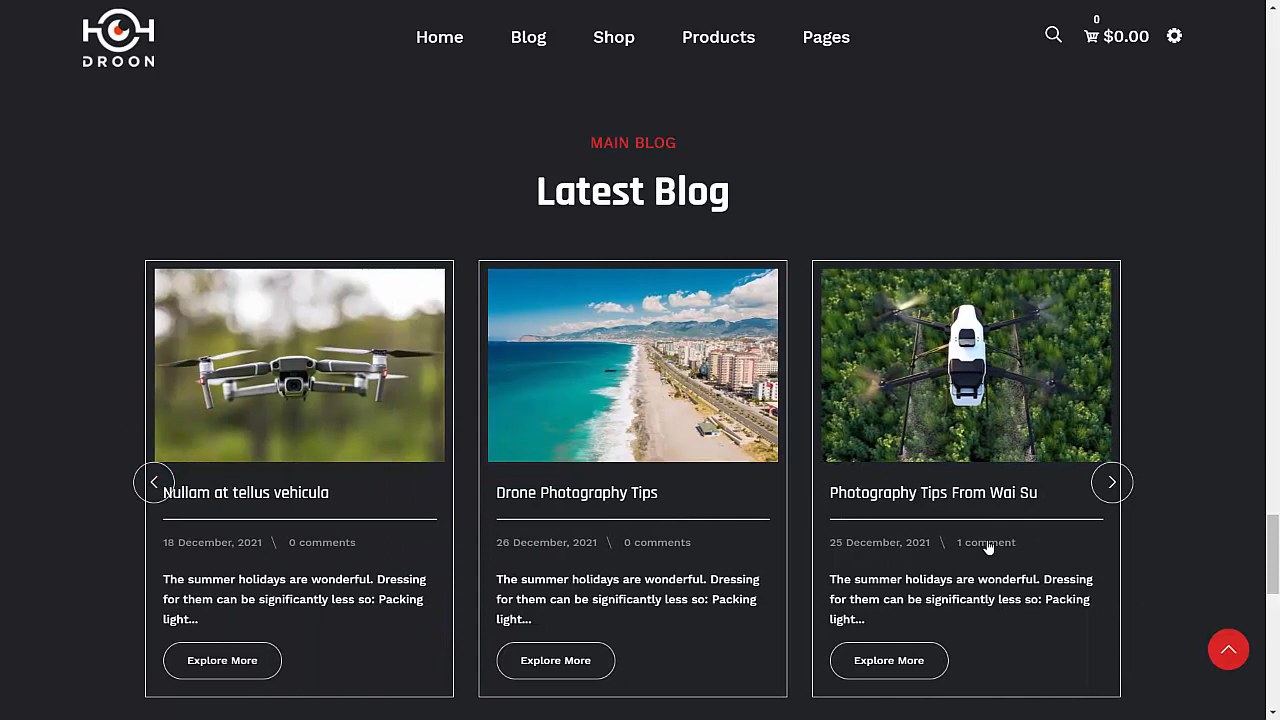 DROON
Home
Blog
Shop
Products
Pages
0
$0.00
MAIN BLOG
Latest Blog
Nullam at tellus vehicula
18 December, 2021 \ 0 comments
The summer holidays are wonderful. Dressing
for them can be significantly less so: Packing
light...
Explore More
Drone Photography Tips
26 December, 2021 \ 0 comments
The summer holidays are wonderful. Dressing
for them can be significantly less so: Packing
light...
Explore More
Photography Tips From Wai Su
25 December, 2021 \ 1 comment
The summer holidays are wonderful. Dressing
for them can be significantly less so: Packing
light...
Explore More